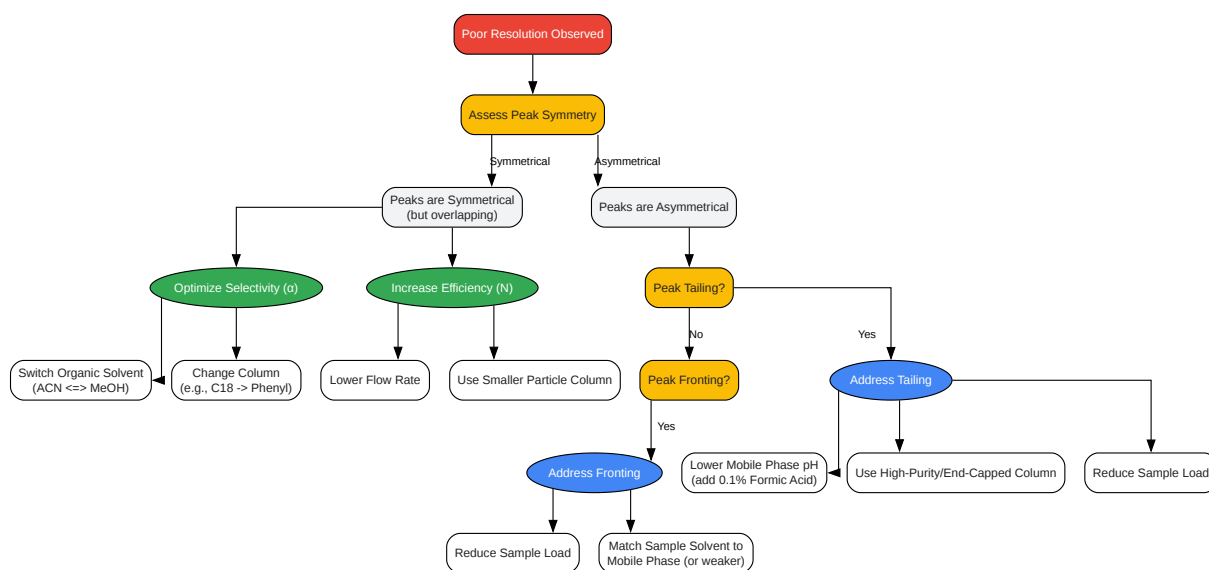 Poor Resolution Observed
Assess Peak Symmetry
Symmetrical
Asymmetrical
Peaks are Symmetrical
(but overlapping)
Peaks are Asymmetrical
Optimize Selectivity (α)
Increase Efficiency (N)
Peak Tailing?
No
Yes
Switch Organic Solvent
(ACN <=> MeOH)
Change Column
(e.g., C18 -> Phenyl)
Lower Flow Rate
Use Smaller Particle Column
Peak Fronting?
Address Tailing
Yes
Address Fronting
Lower Mobile Phase pH
(add 0.1% Formic Acid)
Use High-Purity/End-Capped Column
Reduce Sample Load
Reduce Sample Load
Match Sample Solvent to
Mobile Phase (or weaker)